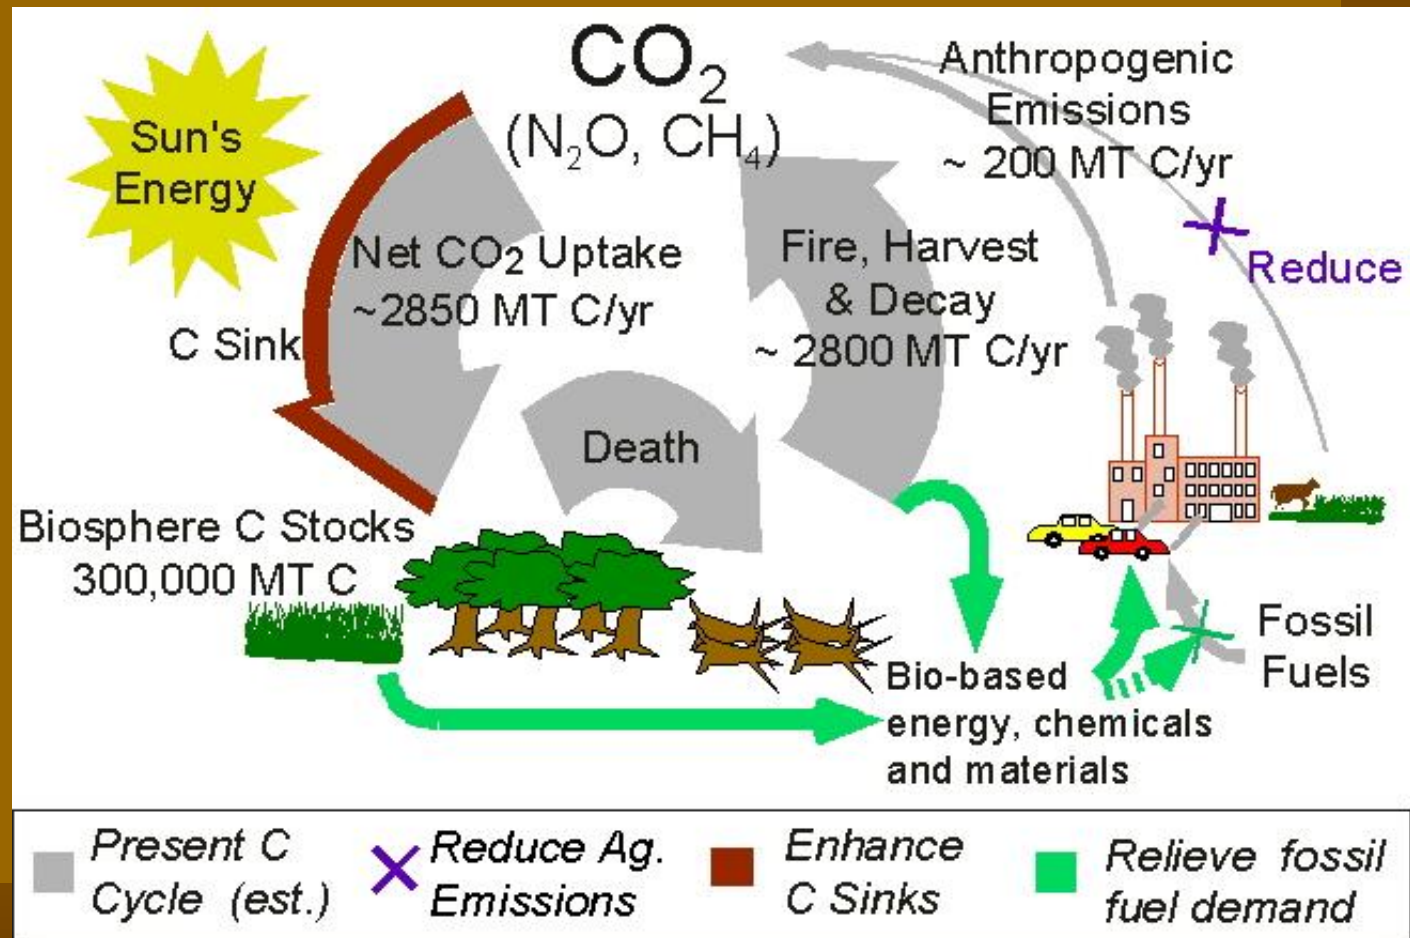 CO₂
(N₂O, CH₄)
Sun's
Energy
Anthropogenic
Emissions
~ 200 MT C/yr
Reduce
Net CO₂ Uptake
~2850 MT C/yr
Fire, Harvest
& Decay
~ 2800 MT C/yr
C Sink
Death
Biosphere C Stocks
300,000 MT C
Fossil
Fuels
Bio-based
energy, chemicals
and materials
Present C
Cycle (est.)
Reduce Ag.
Emissions
Enhance
C Sinks
Relieve fossil
fuel demand